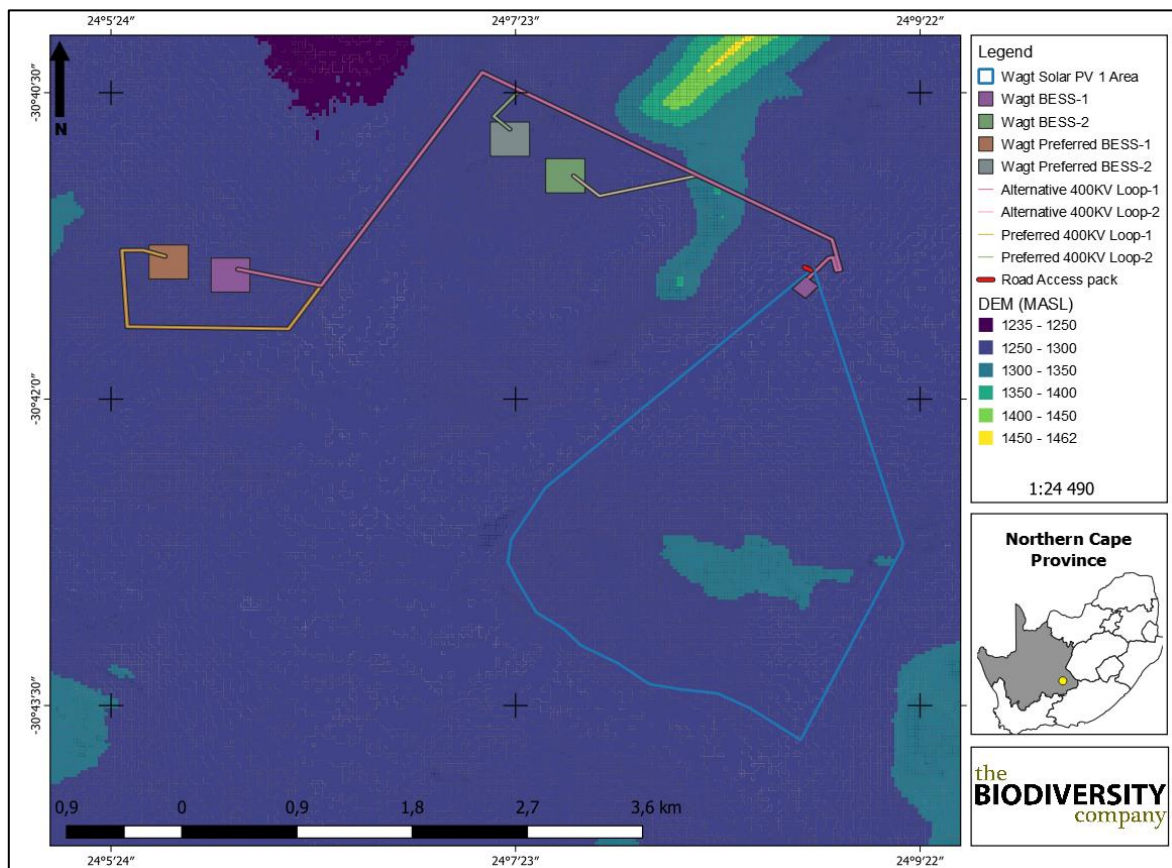 24°5'24" 24°7'23" 24°9'22"
-30°40'30"
-30°42'0"
-30°43'30"
N
0,9 0 0,9 1,8 2,7 3,6 km
24°5'24" 24°7'23" 24°9'22"
Legend
Wagt Solar PV 1 Area
Wagt BESS-1
Wagt BESS-2
Wagt Preferred BESS-1
Wagt Preferred BESS-2
Alternative 400KV Loop-1
Alternative 400KV Loop-2
Preferred 400KV Loop-1
Preferred 400KV Loop-2
Road Access pack
DEM (MASL)
1235 - 1250
1250 - 1300
1300 - 1350
1350 - 1400
1400 - 1450
1450 - 1462
1:24 490
Northern Cape
Province
the
BIODIVERSITY
company